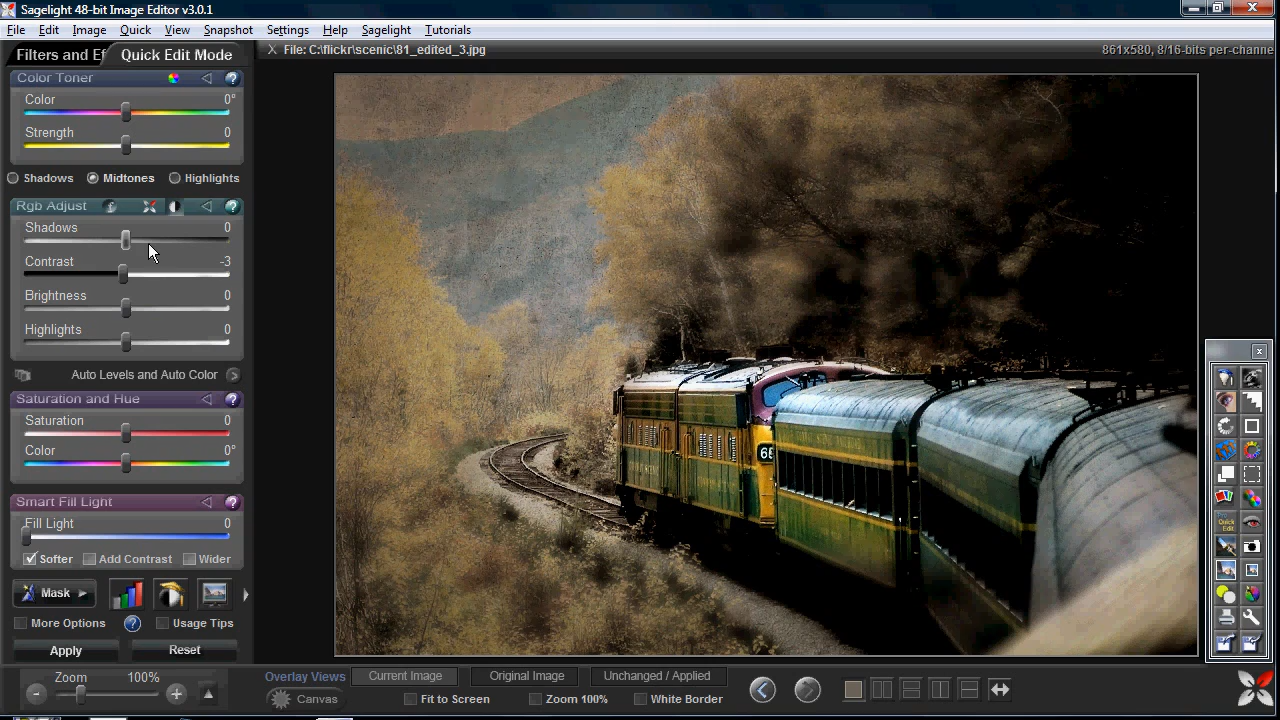 Sagelight 48-bit Image Editor v3.0.1
File Edit Image Quick View Snapshot Settings Help Sagelight Tutorials
Filters and Ef Quick Edit Mode
X File: C:\flickr\scenic\81_edited_3.jpg 861x580, 8/16-bits per-channe
Color Toner ?
Color 0°
Strength 0
Shadows Midtones Highlights
Rgb Adjust ?
Shadows 0
Contrast -3
Brightness 0
Highlights 0
Auto Levels and Auto Color >
Saturation and Hue ?
Saturation 0
Color 0°
Smart Fill Light ?
Fill Light 0
Softer Add Contrast Wider
Mask
More Options ? Usage Tips
Apply Reset
Zoom 100%
Overlay Views Current Image Original Image Unchanged / Applied
Canvas Fit to Screen Zoom 100% White Border
Quick
Edit